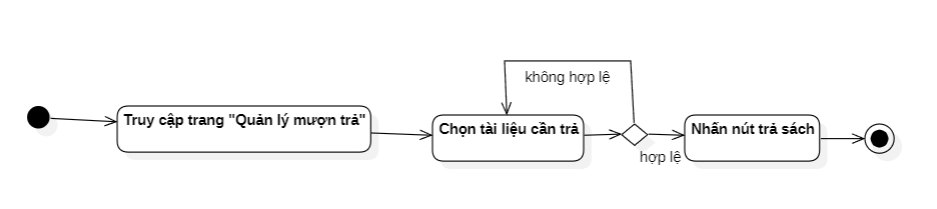 không hợp lệ
Truy cập trang "Quản lý mượn trả"
Chọn tài liệu cần trả
Nhấn nút trả sách
hợp lệ